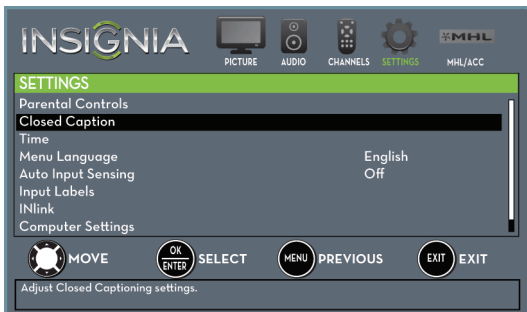 INSIGNIA
PICTURE AUDIO CHANNELS SETTINGS MHL MHL/ACC
SETTINGS
Parental Controls
Closed Caption
Time
Menu Language English
Auto Input Sensing Off
Input Labels
INlink
Computer Settings
MOVE OK ENTER SELECT MENU PREVIOUS EXIT EXIT
Adjust Closed Captioning settings.